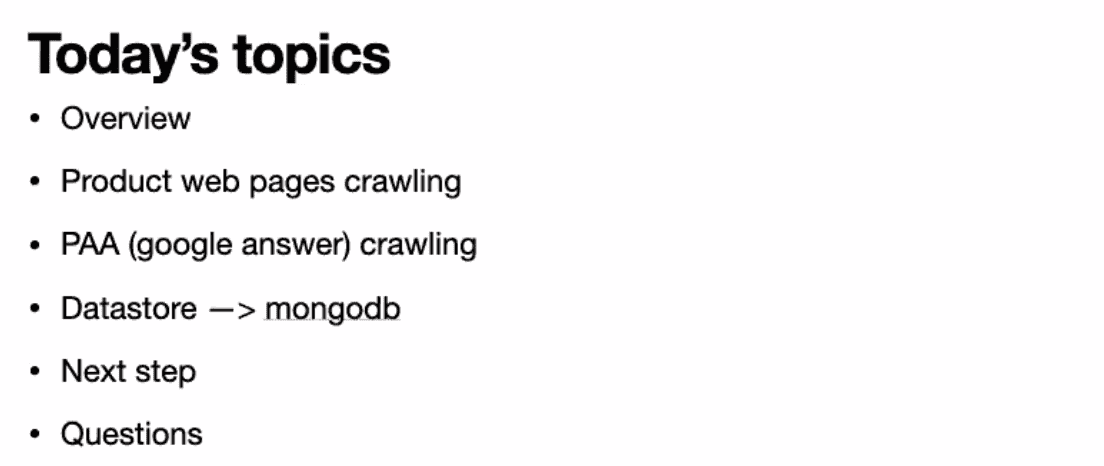 Today’s topics
• Overview
• Product web pages crawling
• PAA (google answer) crawling
• Datastore —> mongodb
• Next step
• Questions